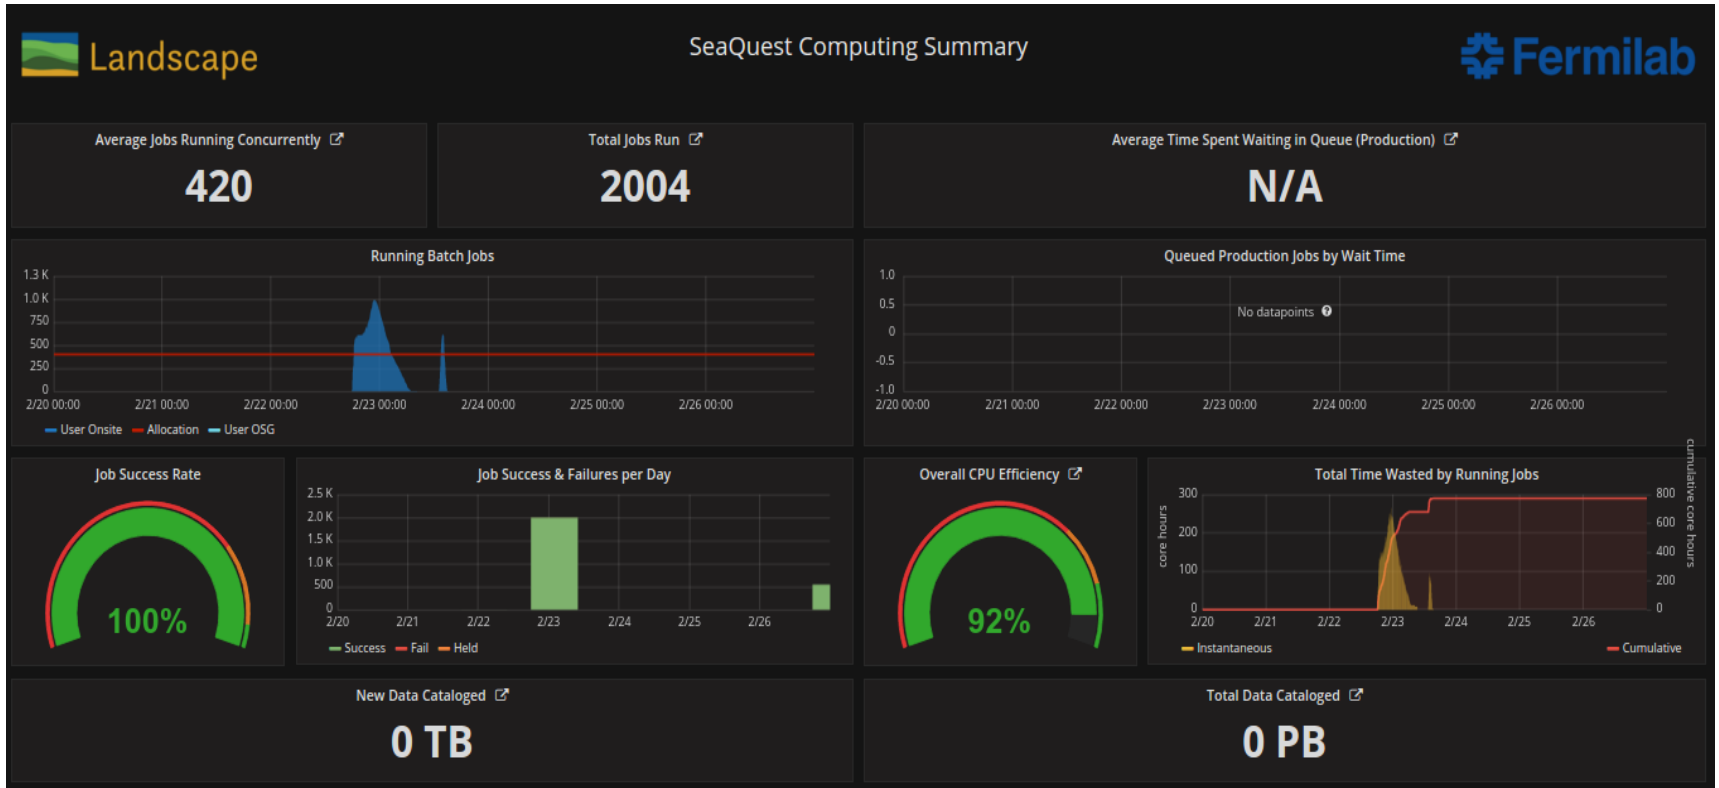 Landscape
SeaQuest Computing Summary
Fermilab
Average Jobs Running Concurrently
420
Total Jobs Run
2004
Average Time Spent Waiting in Queue (Production)
N/A
Running Batch Jobs
1.3 K
1.0 K
750
500
250
0
2/20 00:00 2/21 00:00 2/22 00:00 2/23 00:00 2/24 00:00 2/25 00:00 2/26 00:00
User Onsite Allocation User OSG
Queued Production Jobs by Wait Time
1.0
0.5
0
-0.5
-1.0
No datapoints
2/20 00:00 2/21 00:00 2/22 00:00 2/23 00:00 2/24 00:00 2/25 00:00 2/26 00:00
Job Success Rate
100%
Job Success & Failures per Day
2.5 K
2.0 K
1.5 K
1.0 K
500
0
2/20 2/21 2/22 2/23 2/24 2/25 2/26
Success Fail Held
Overall CPU Efficiency
92%
Total Time Wasted by Running Jobs
core hours
300
200
100
0
800
600
400
200
0
cumulative core hours
2/20 2/21 2/22 2/23 2/24 2/25 2/26
Instantaneous Cumulative
New Data Cataloged
0 TB
Total Data Cataloged
0 PB